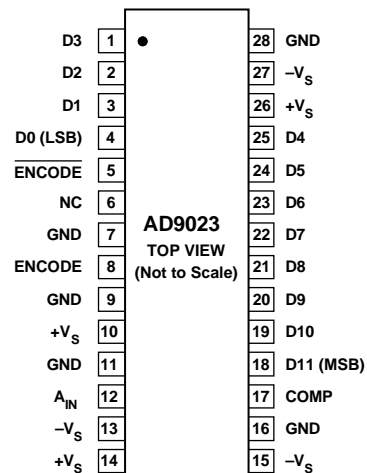 D3 1 28 GND
D2 2 27 –VS
D1 3 26 +VS
D0 (LSB) 4 25 D4
ENCODE 5 24 D5
NC 6 23 D6
GND 7 AD9023 22 D7
TOP VIEW
ENCODE 8 (Not to Scale) 21 D8
GND 9 20 D9
+VS 10 19 D10
GND 11 18 D11 (MSB)
AIN 12 17 COMP
–VS 13 16 GND
+VS 14 15 –VS